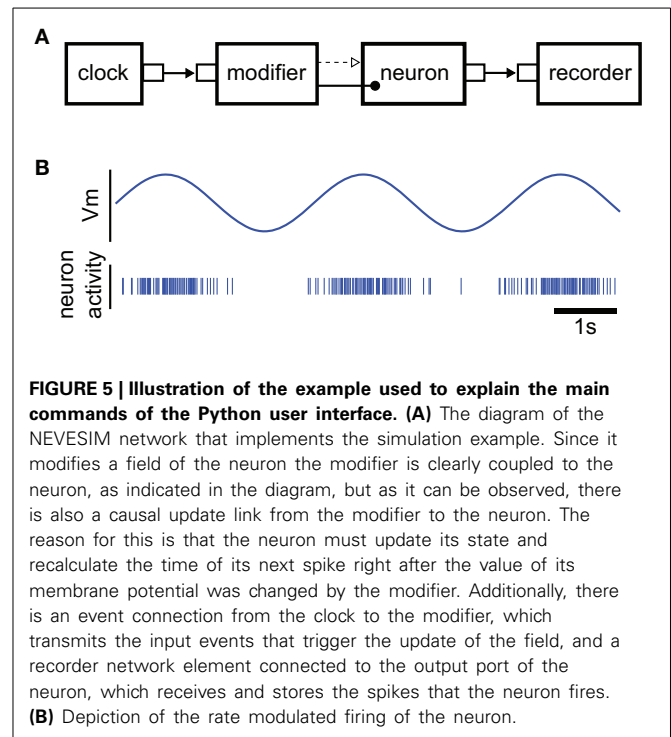 A
clock
modifier
neuron
recorder
B
Vm
neuron
activity
1s
FIGURE 5 | Illustration of the example used to explain the main
commands of the Python user interface. (A) The diagram of the
NEVESIM network that implements the simulation example. Since it
modifies a field of the neuron the modifier is clearly coupled to the
neuron, as indicated in the diagram, but as it can be observed, there
is also a causal update link from the modifier to the neuron. The
reason for this is that the neuron must update its state and
recalculate the time of its next spike right after the value of its
membrane potential was changed by the modifier. Additionally, there
is an event connection from the clock to the modifier, which
transmits the input events that trigger the update of the field, and a
recorder network element connected to the output port of the
neuron, which receives and stores the spikes that the neuron fires.
(B) Depiction of the rate modulated firing of the neuron.